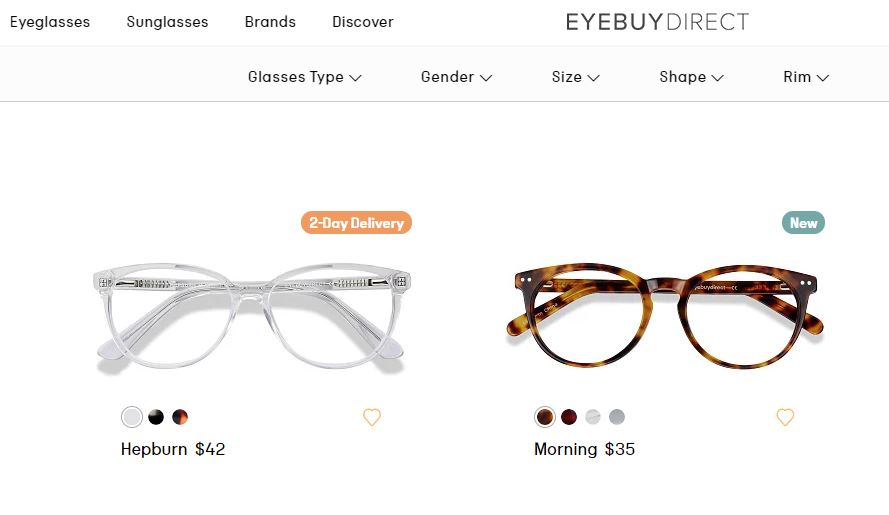 Eyeglasses Sunglasses Brands Discover EYEBUYDIRECT
Glasses Type Gender Size Shape Rim
2-Day Delivery New
eyebuydirect
Hepburn $42 Morning $35